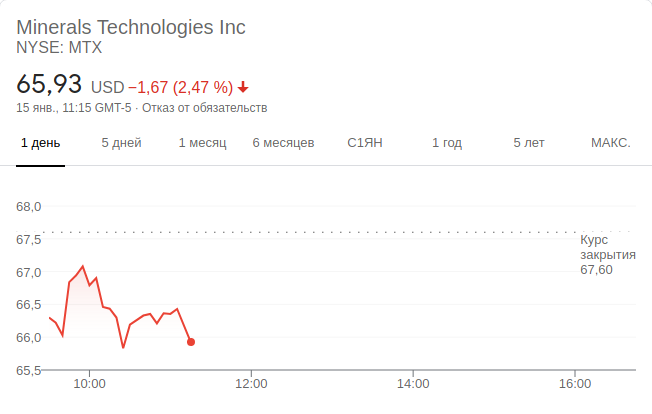 Minerals Technologies Inc
NYSE: MTX
65,93 USD −1,67 (2,47 %)
15 янв., 11:15 GMT-5 · Отказ от обязательств
1 день 5 дней 1 месяц 6 месяцев С1ЯН 1 год 5 лет МАКС.
68,0
67,5
67,0
66,5
66,0
65,5
Курс
закрытия
67,60
10:00 12:00 14:00 16:00